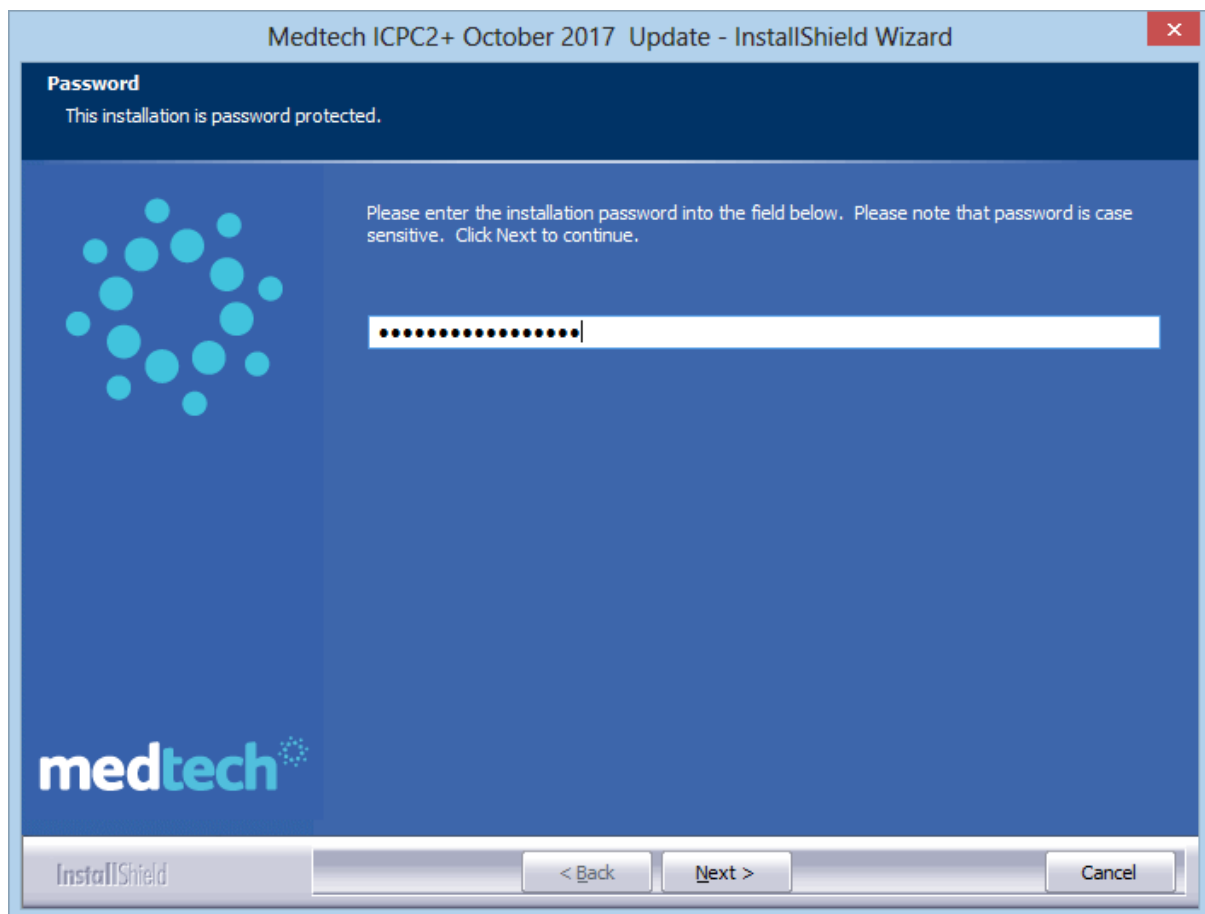 Medtech ICPC2+ October 2017  Update - InstallShield Wizard
Password
This installation is password protected.
Please enter the installation password into the field below.  Please note that password is case
sensitive.  Click Next to continue.
•••••••••••••••••
medtech
InstallShield
< Back
Next >
Cancel